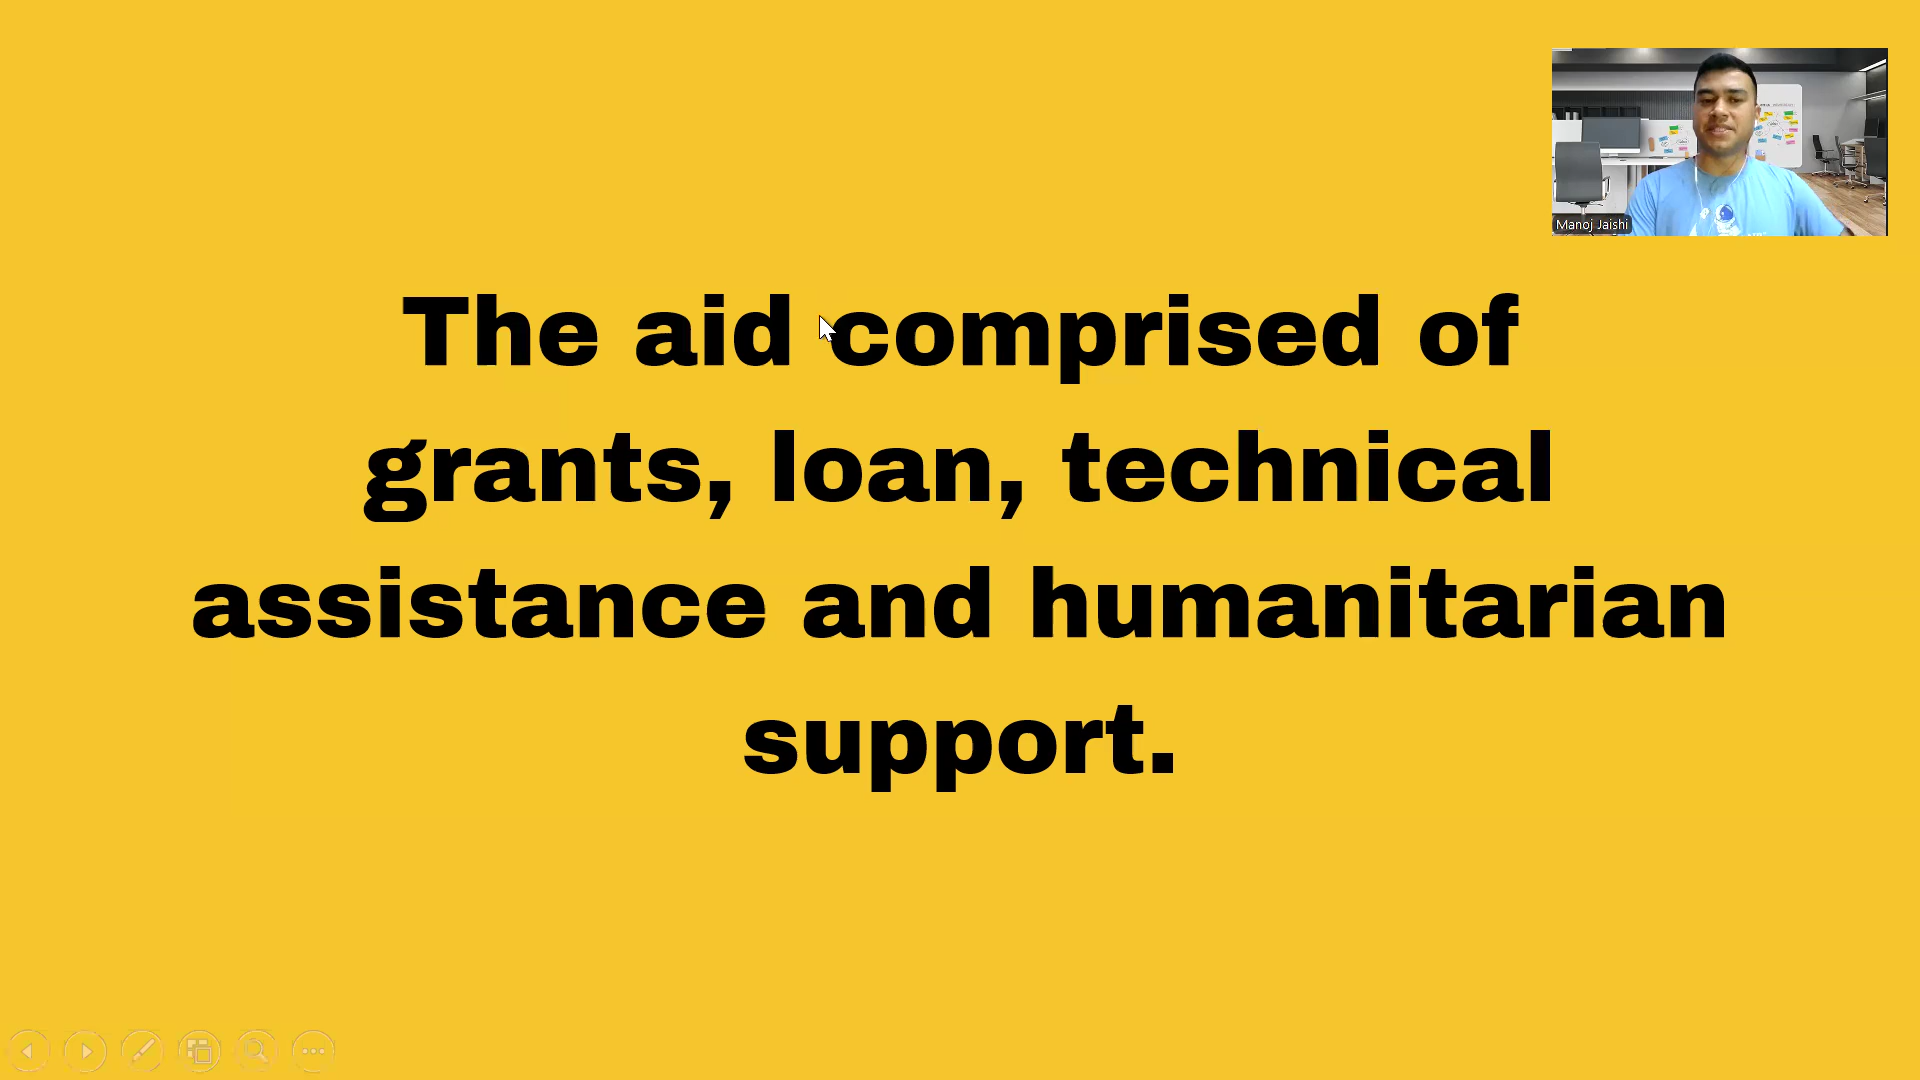 The aid comprised of
grants, loan, technical
assistance and humanitarian
support.
Manoj Jaishi